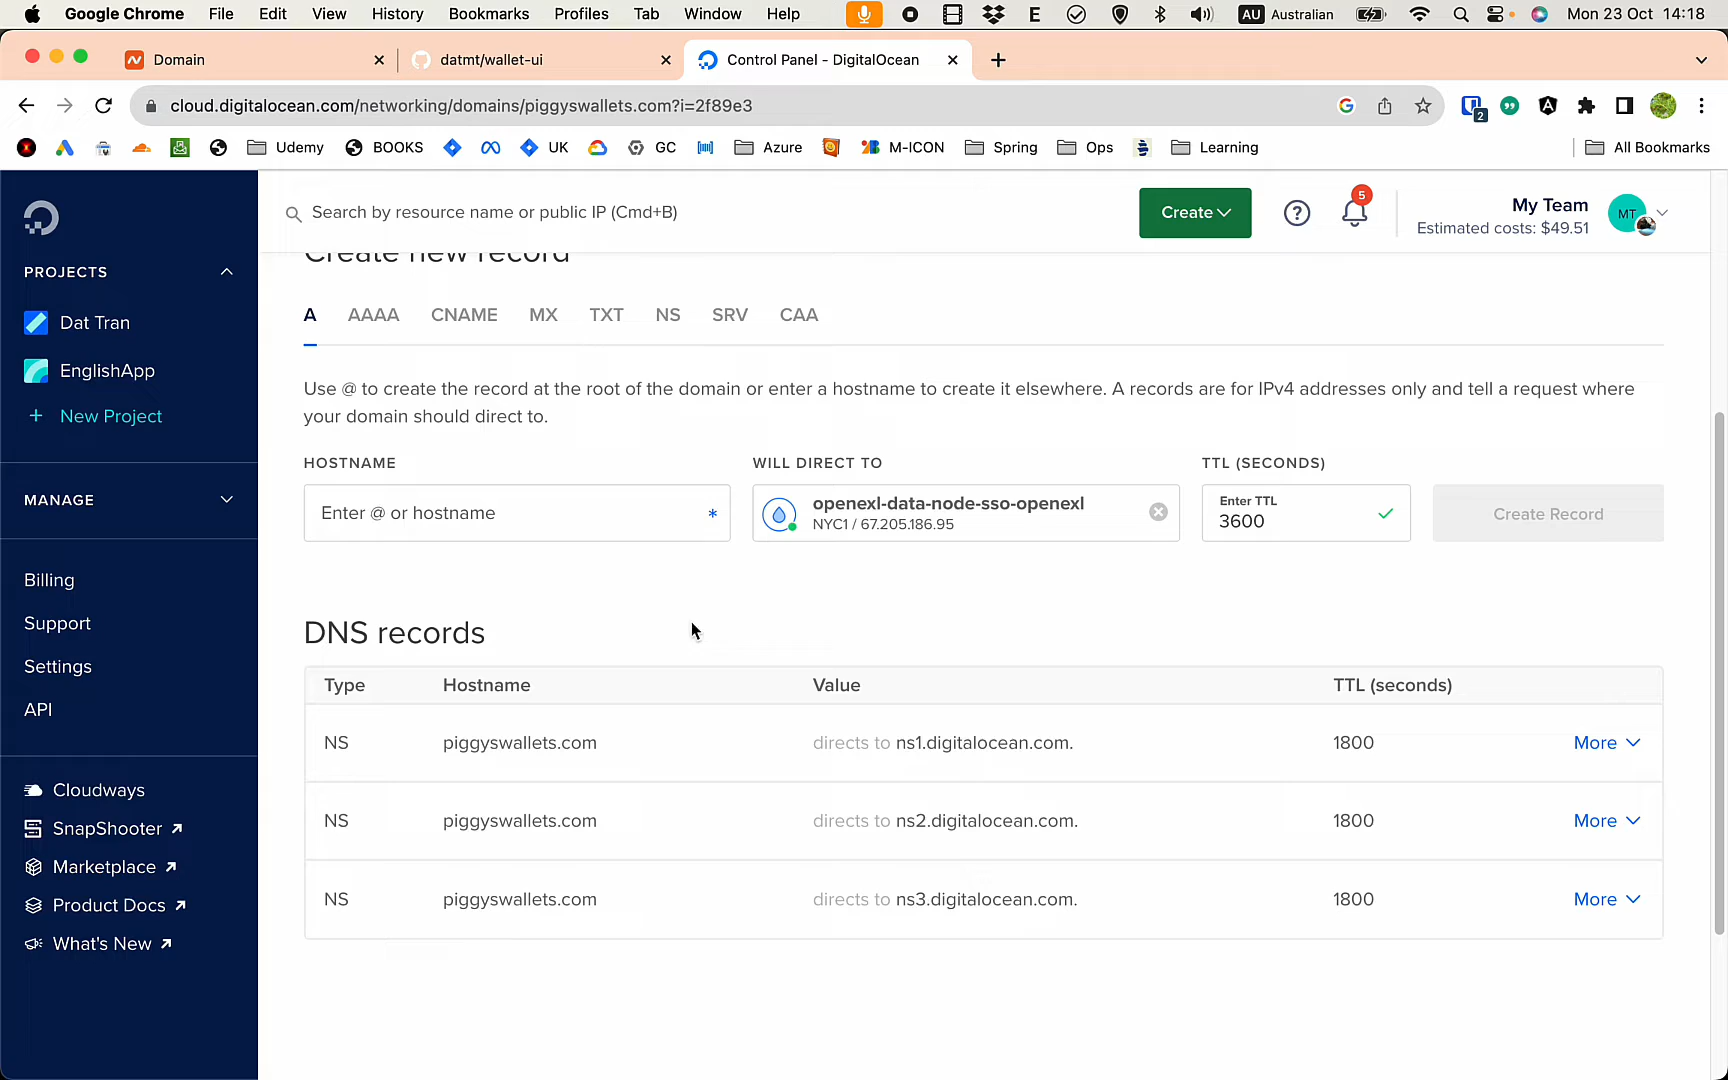 Google Chrome File Edit View History Bookmarks Profiles Tab Window Help E AU Australian Mon 23 Oct 14:18
Domain datmt/wallet-ui Control Panel - DigitalOcean
cloud.digitalocean.com/networking/domains/piggyswallets.com?i=2f89e3 2
Udemy BOOKS UK GC Azure M-ICON Spring Ops Learning All Bookmarks
Search by resource name or public IP (Cmd+B) Create 5 My Team MT
Estimated costs: $49.51
PROJECTS
Dat Tran
EnglishApp
+ New Project
MANAGE
Billing
Support
Settings
API
Cloudways
SnapShooter
Marketplace
Product Docs
What's New
Create new record
A AAAA CNAME MX TXT NS SRV CAA
Use @ to create the record at the root of the domain or enter a hostname to create it elsewhere. A records are for IPv4 addresses only and tell a request where
your domain should direct to.
HOSTNAME WILL DIRECT TO TTL (SECONDS)
Enter @ or hostname *
openexl-data-node-sso-openexl
NYC1 / 67.205.186.95
Enter TTL
3600
Create Record
DNS records
Type Hostname Value TTL (seconds)
NS piggyswallets.com directs to ns1.digitalocean.com. 1800 More
NS piggyswallets.com directs to ns2.digitalocean.com. 1800 More
NS piggyswallets.com directs to ns3.digitalocean.com. 1800 More